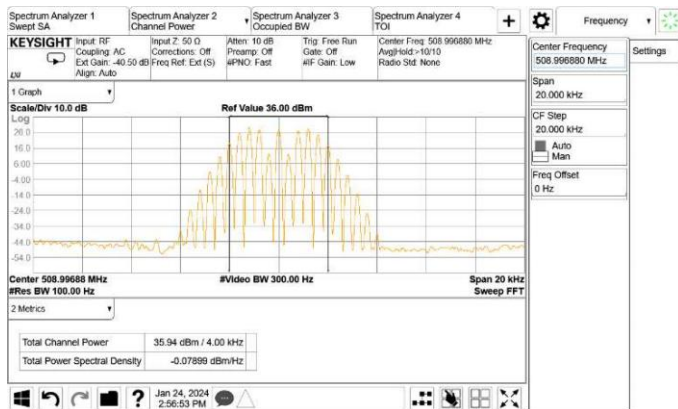 Spectrum Analyzer 1
Swept SA
Spectrum Analyzer 2
Channel Power
Spectrum Analyzer 3
Occupied BW
Spectrum Analyzer 4
TOI
+
Frequency
KEYSIGHT
Input: RF
Coupling: AC
Ext Gain: -40.50 dB
Align: Auto
Input Z: 50 Ω
Corrections: Off
Freq Ref: Ext (S)
Atten: 10 dB
Preamp: Off
#PNO: Fast
Trig: Free Run
Gate: Off
#IF Gain: Low
Center Freq: 508.996880 MHz
Avg|Hold:>10/10
Radio Std: None
Center Frequency
508.996880 MHz
Settings
Span
20.000 kHz
CF Step
20.000 kHz
Auto
Man
Freq Offset
0 Hz
1 Graph
Scale/Div 10.0 dB
Ref Value 36.00 dBm
Log
26.0
16.0
6.00
-4.00
-14.0
-24.0
-34.0
-44.0
-54.0
Center 508.99688 MHz
#Video BW 300.00 Hz
Span 20 kHz
#Res BW 100.00 Hz
Sweep FFT
2 Metrics
Total Channel Power 35.94 dBm / 4.00 kHz
Total Power Spectral Density -0.07899 dBm/Hz
?
Jan 24, 2024
2:56:53 PM